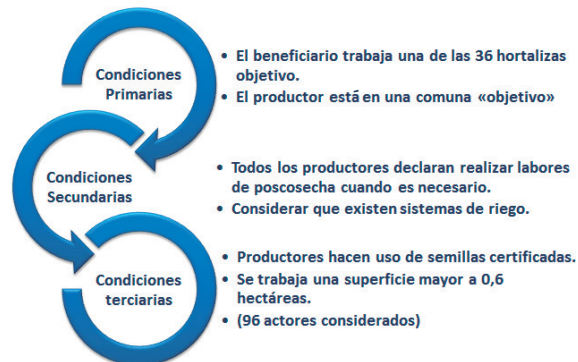 Condiciones
Primarias
• El beneficiario trabaja una de las 36 hortalizas
objetivo.
• El productor está en una comuna «objetivo»
Condiciones
Secundarias
• Todos los productores declaran realizar labores
de poscosecha cuando es necesario.
• Considerar que existen sistemas de riego.
Condiciones
terciarias
• Productores hacen uso de semillas certificadas.
• Se trabaja una superficie mayor a 0,6
hectáreas.
• (96 actores considerados)